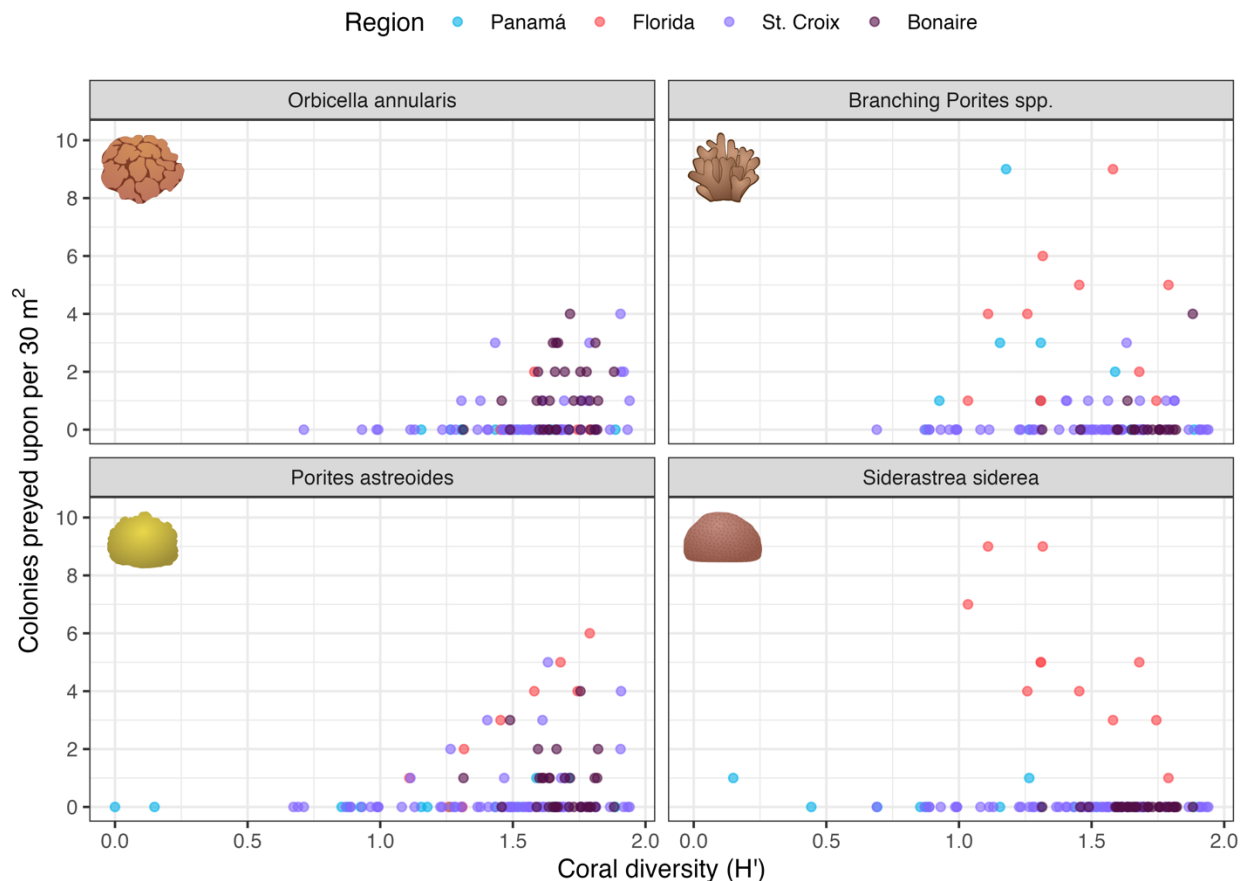 Region Panamá Florida St. Croix Bonaire
Orbicella annularis Branching Porites spp.
10
8
6
4
2
0
Porites astreoides Siderastrea siderea
10
8
6
4
2
0
0.0 0.5 1.0 1.5 2.0 0.0 0.5 1.0 1.5 2.0
Coral diversity (H')
Colonies preyed upon per 30 m²